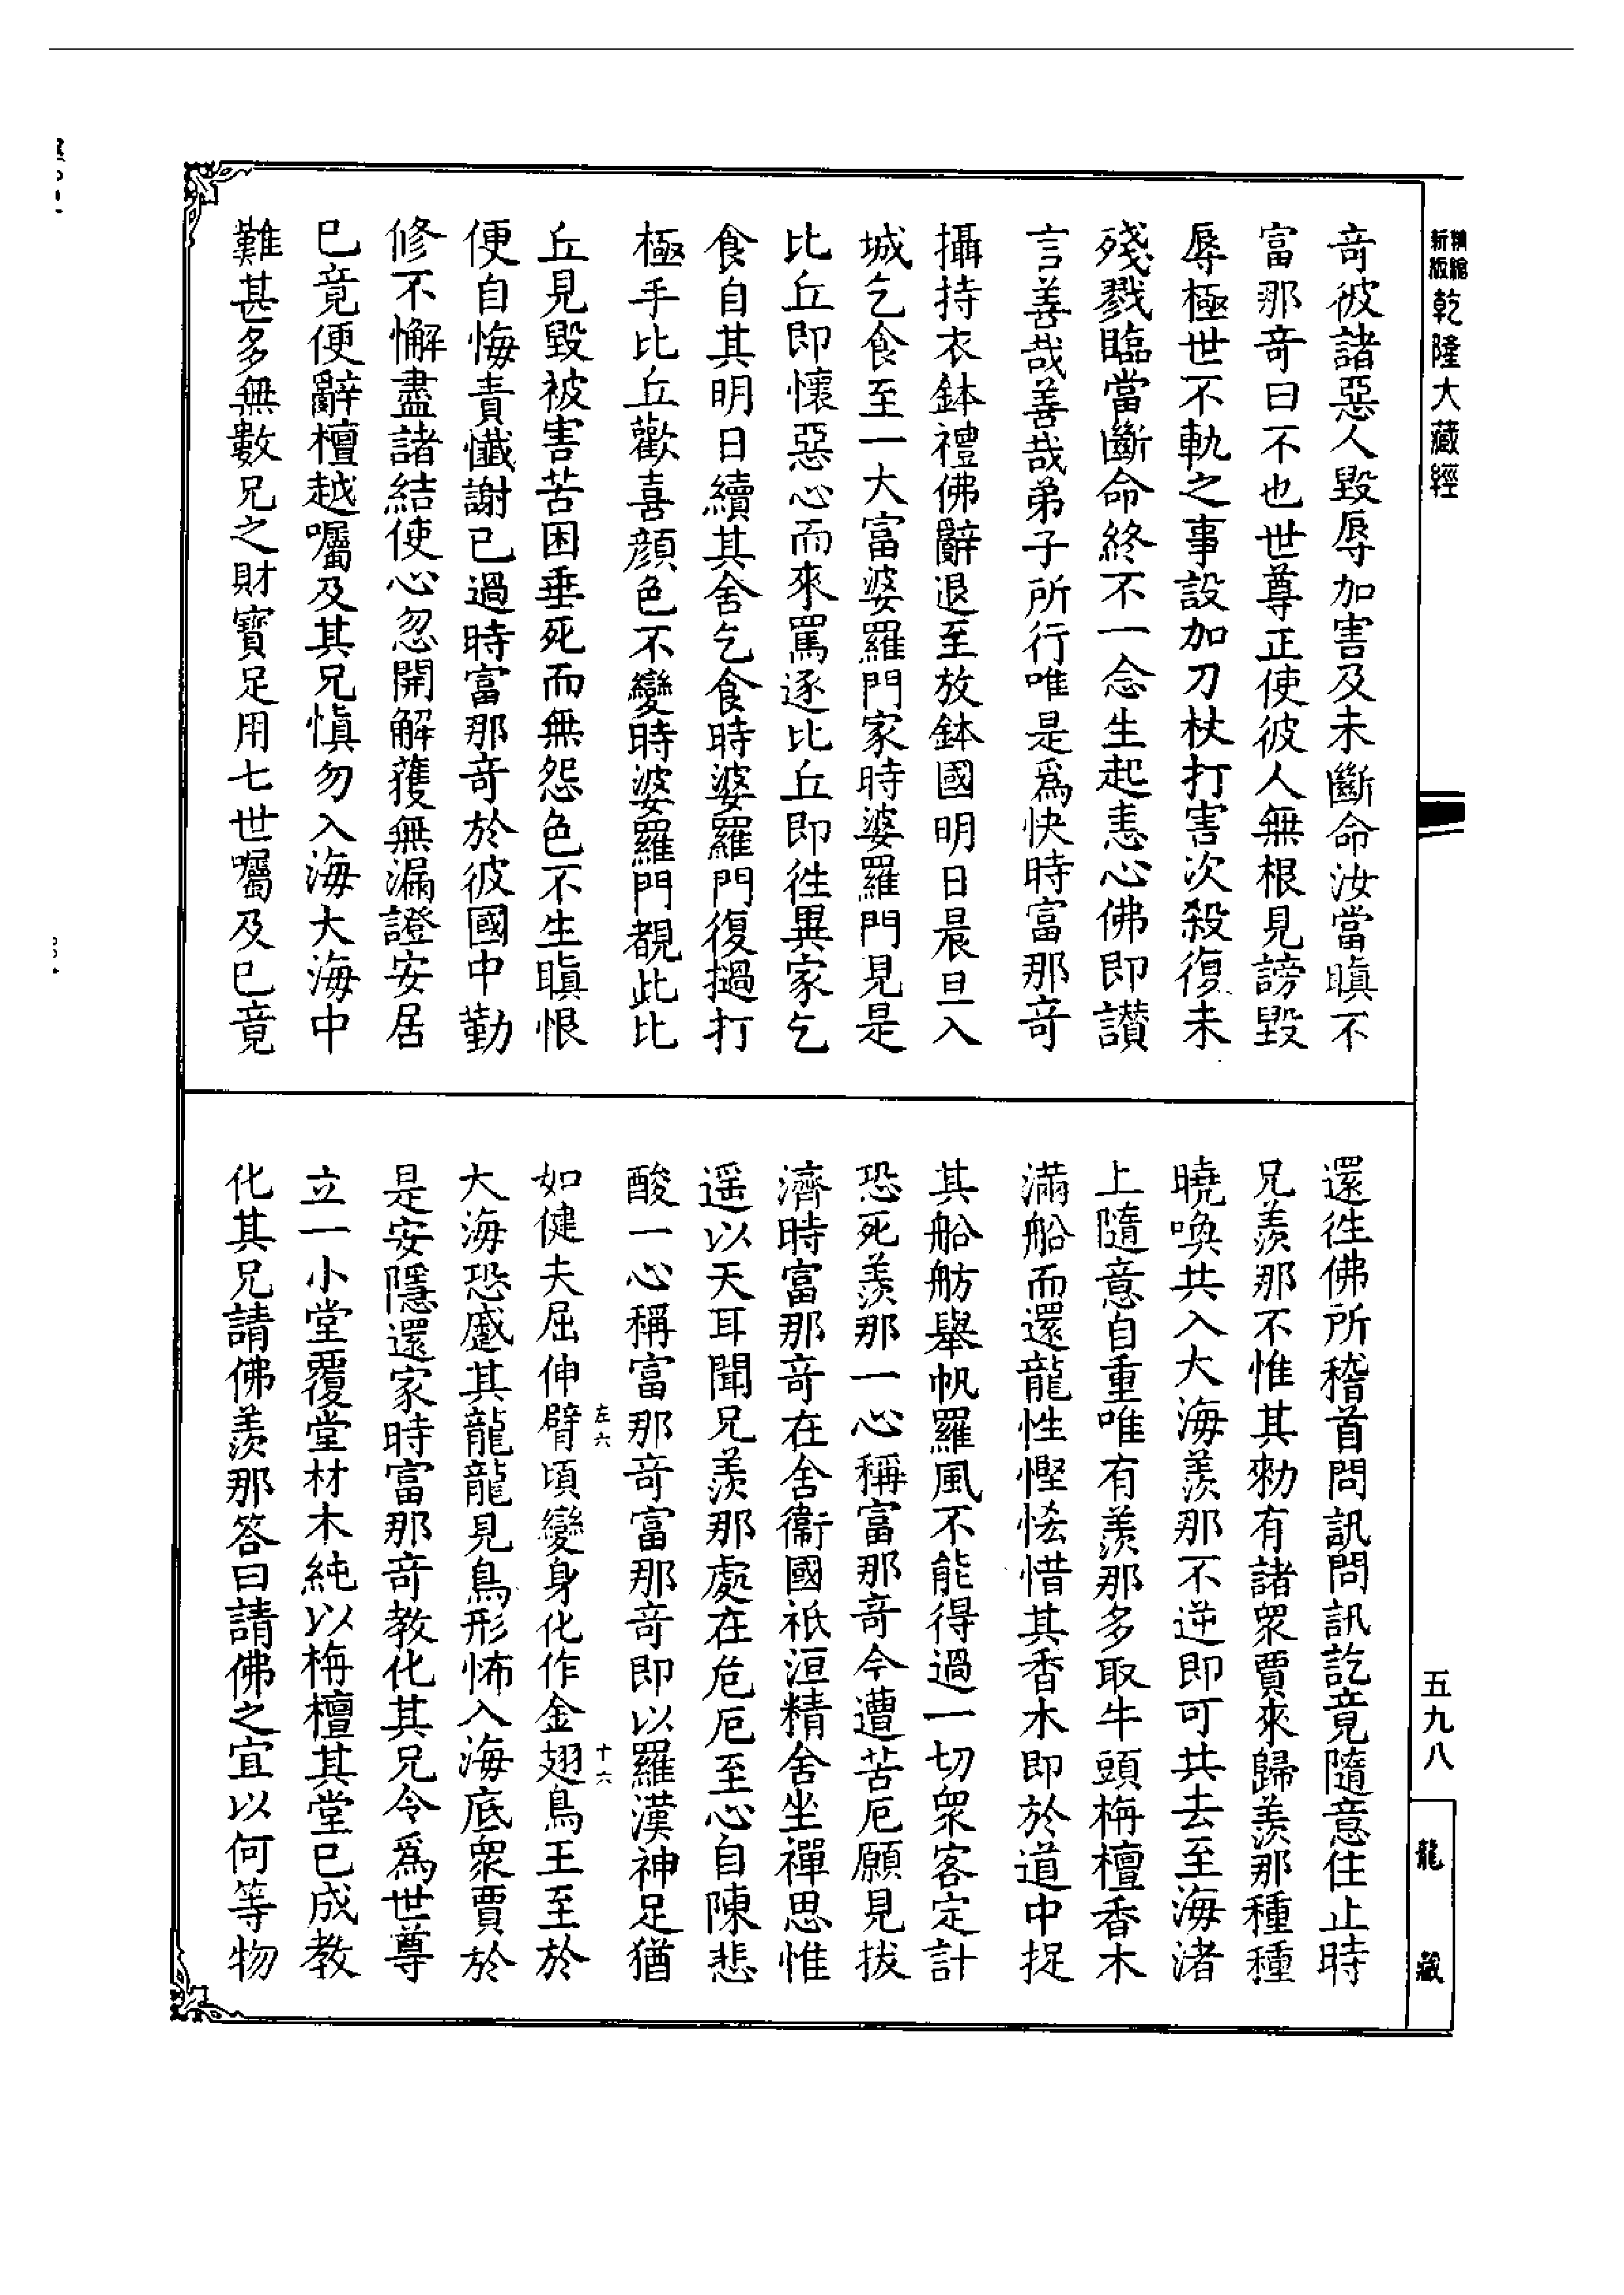 精縮
新版
乾隆大藏經
奇彼諸惡人毀辱加害及未斷命汝當瞋不
富那奇曰不也世尊正使彼人無根見謗毀
辱極世不軌之事設加刀杖打害次殺復未
殘戮臨當斷命終不一念生起恚心佛即讃
言善哉善哉弟子所行唯是爲快時富那奇
攝持衣鉢禮佛辭退至放鉢國明日晨旦入
城乞食至一大富婆羅門家時婆羅門見是
比丘即懷惡心而來罵逐比丘即徃異家乞
食自其明日續其舍乞食時婆羅門復撾打
極手比丘歡喜顏色不變時婆羅門覩此比
丘見毀被害苦困垂死而無怨色不生瞋恨
便自悔責懺謝已過時富那奇於彼國中勤
修不懈盡諸結使心忽開解獲無漏證安居
已竟便辭檀越囑及其兄慎勿入海大海中
難甚多無數兄之財寶足用七世囑及已竟
還徃佛所稽首問訊問訊訖竟隨意住止時
兄羨那不惟其勑有諸衆賈來歸羨那種種
曉喚共入大海羨那不逆即可共去至海渚
上隨意自重唯有羨那多取牛頭栴檀香木
滿船而還龍性慳悋惜其香木即於道中捉
其船舫舉帆羅風不能得過一切衆客定計
恐死羨那一心稱富那奇今遭苦厄願見拔
濟時富那奇在舍衞國祇洹精舍坐禪思惟
遥以天耳聞兄羨那處在危厄至心自陳悲
酸一心稱富那奇富那奇即以羅漢神足猶
如健夫屈伸臂頃變身化作金翅鳥王至於
左六
十六
大海恐蹙其龍龍見鳥形怖入海底衆賈於
是安隱還家時富那奇教化其兄令爲世尊
立一小堂覆堂材木純以栴檀其堂已成教
化其兄請佛羨那答曰請佛之宜以何等物
五九八
龍藏